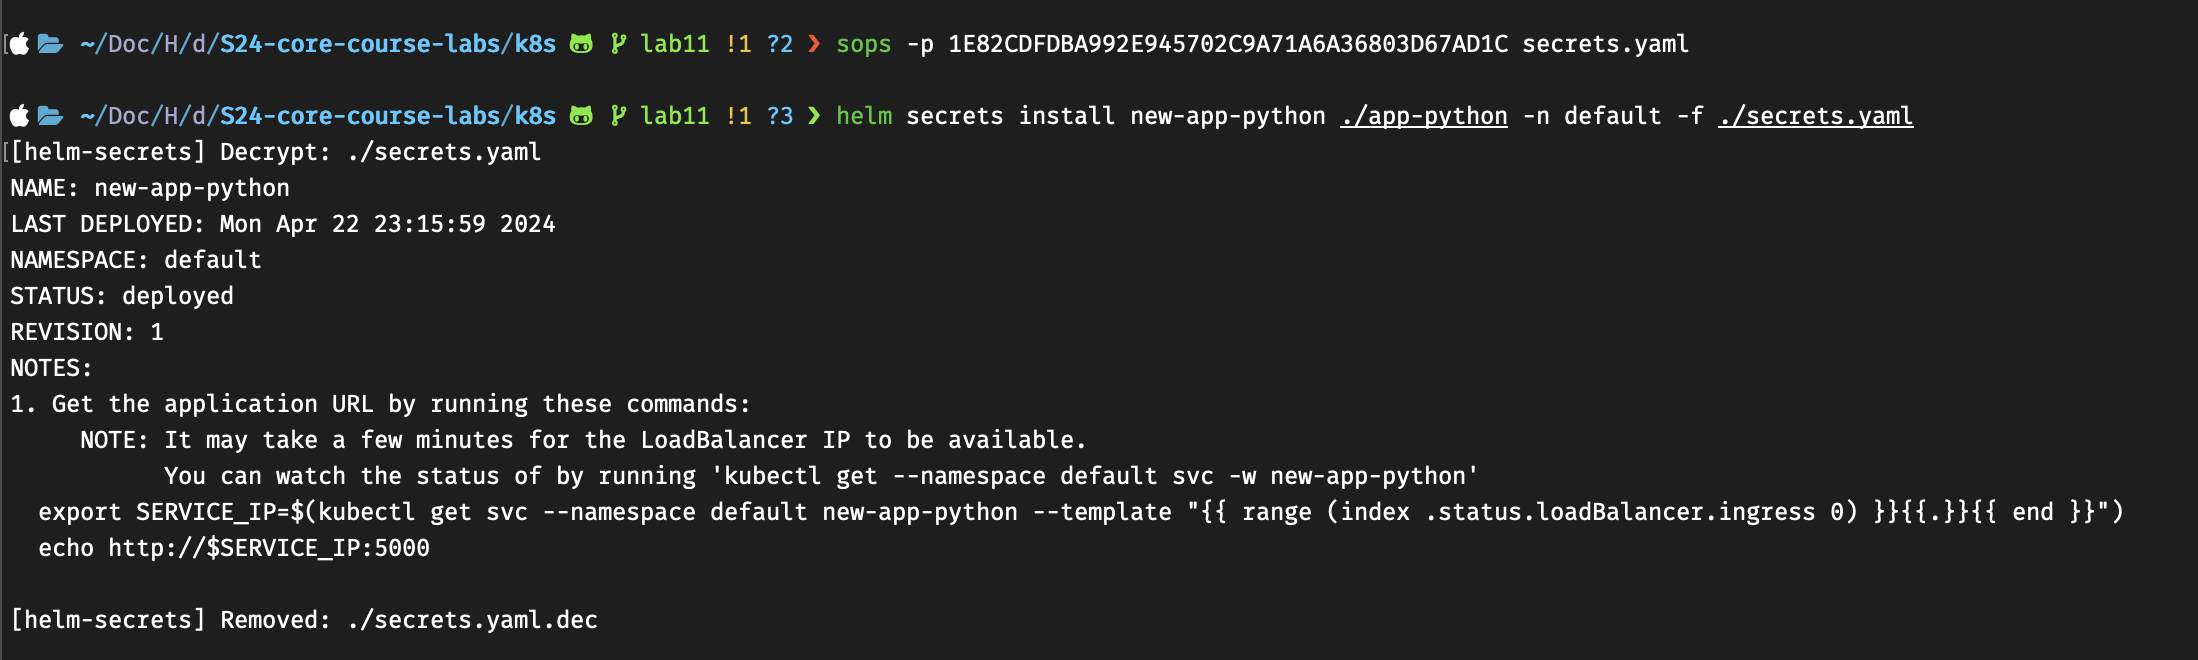 ~/Doc/H/d/S24-core-course-labs/k8s lab11 !1 ?2 ❯ sops -p 1E82CDFDBA992E945702C9A71A6A36803D67AD1C secrets.yaml
~/Doc/H/d/S24-core-course-labs/k8s lab11 !1 ?3 ❯ helm secrets install new-app-python ./app-python -n default -f ./secrets.yaml
[helm-secrets] Decrypt: ./secrets.yaml
NAME: new-app-python
LAST DEPLOYED: Mon Apr 22 23:15:59 2024
NAMESPACE: default
STATUS: deployed
REVISION: 1
NOTES:
1. Get the application URL by running these commands:
     NOTE: It may take a few minutes for the LoadBalancer IP to be available.
           You can watch the status of by running 'kubectl get --namespace default svc -w new-app-python'
  export SERVICE_IP=$(kubectl get svc --namespace default new-app-python --template "{{ range (index .status.loadBalancer.ingress 0) }}{{.}}{{ end }}")
  echo http://$SERVICE_IP:5000
[helm-secrets] Removed: ./secrets.yaml.dec